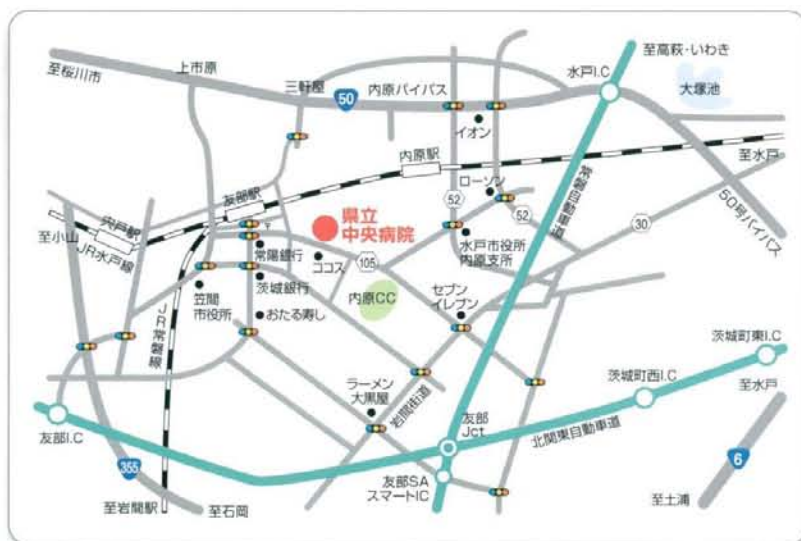 至高萩・いわき
至桜川市
上市原
三軒屋
内原バイパス
水戸I.C
大塚池
50
イオン
内原駅
至水戸
友部駅
ローソン
常磐自動車道
宍戸駅
県立
中央病院
52
52
30
50号バイパス
至小山
JR水戸線
〒
常陽銀行
ココス
105
水戸市役所
内原支所
笠間
市役所
茨城銀行
内原CC
セブン
イレブン
JR常磐線
おたる寿し
茨城町東I.C
ラーメン
大黒屋
岩間街道
茨城町西I.C
至水戸
友部I.C
友部
Jct
北関東自動車道
355
6
友部SA
スマートIC
至岩間駅
至石岡
至土浦